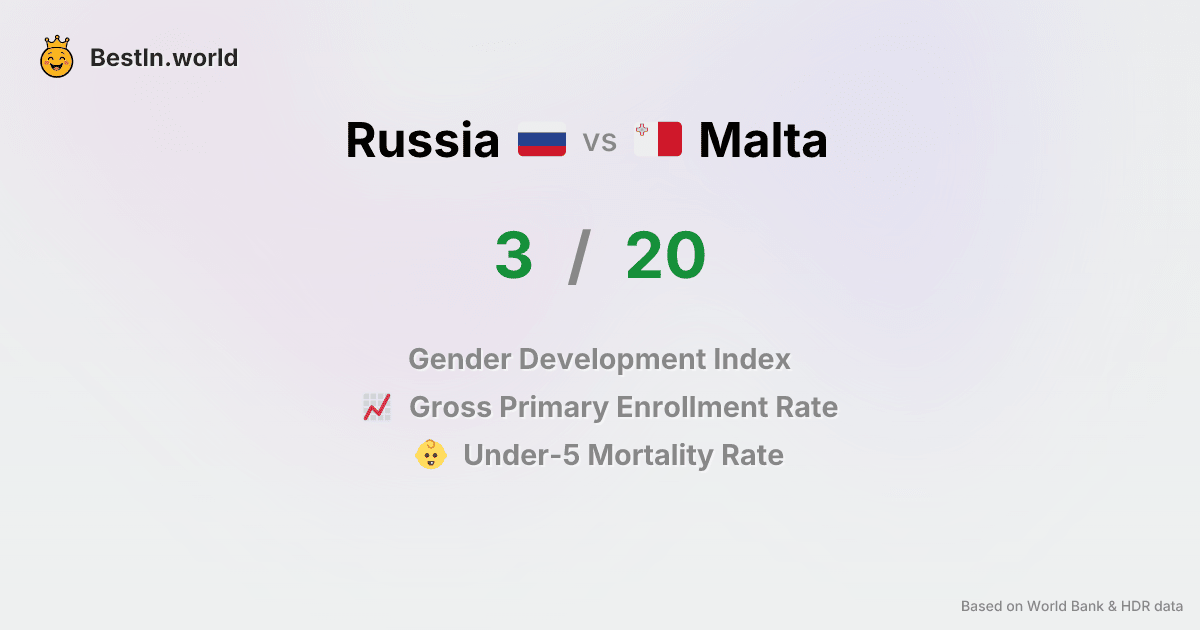 BestIn.world
Russia vs Malta
3 / 20
Gender Development Index
Gross Primary Enrollment Rate
Under-5 Mortality Rate
Based on World Bank & HDR data